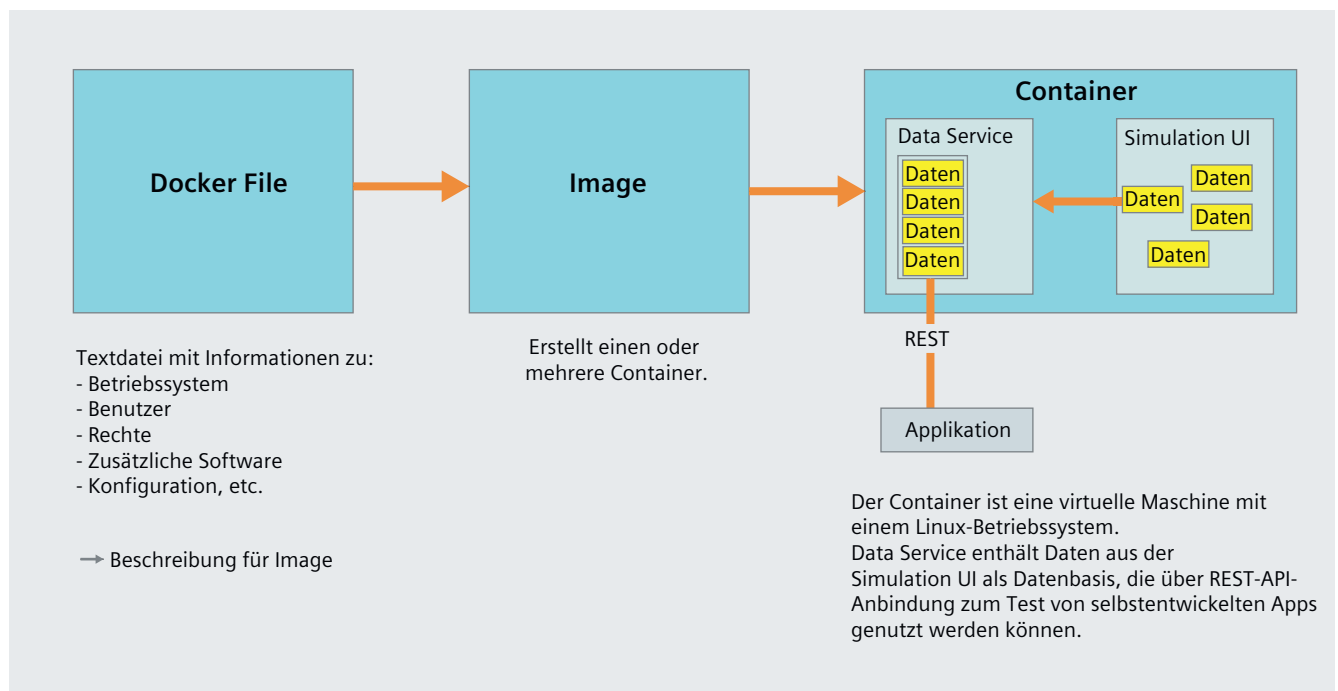 Docker File
Textdatei mit Informationen zu:
- Betriebssystem
- Benutzer
- Rechte
- Zusätzliche Software
- Konfiguration, etc.
→ Beschreibung für Image
Image
Erstellt einen oder
mehrere Container.
Container
Data Service
Daten
Daten
Daten
Daten
Simulation UI
Daten
Daten
Daten
Daten
REST
Applikation
Der Container ist eine virtuelle Maschine mit
einem Linux-Betriebssystem.
Data Service enthält Daten aus der
Simulation UI als Datenbasis, die über REST-API-
Anbindung zum Test von selbstentwickelten Apps
genutzt werden können.